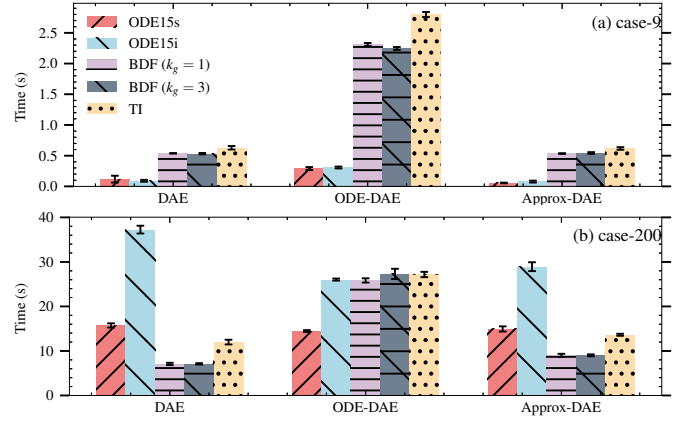 (a) case-9
ODE15s
ODE15i
BDF (k_g = 1)
BDF (k_g = 3)
TI
Time (s)
2.5
2.0
1.5
1.0
0.5
0.0
DAE ODE-DAE Approx-DAE
(b) case-200
Time (s)
40
30
20
10
0
DAE ODE-DAE Approx-DAE